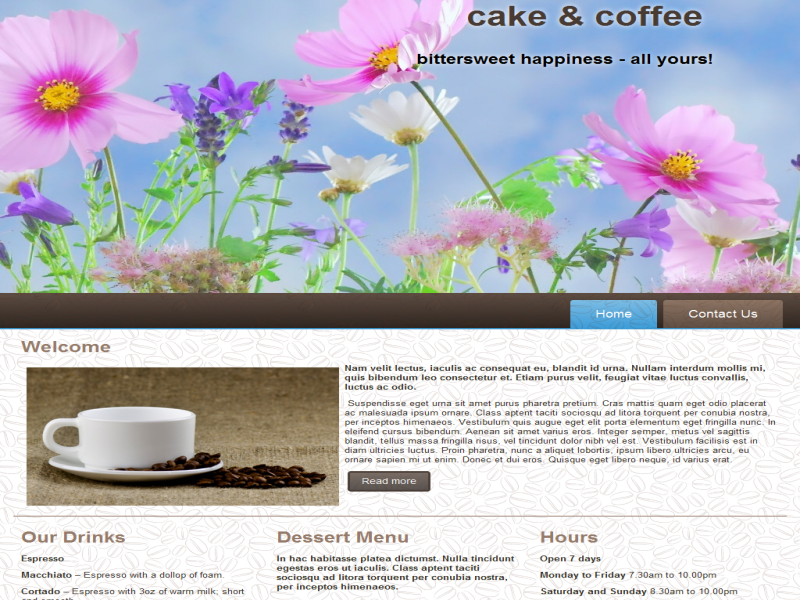 cake & coffee
bittersweet happiness - all yours!
Home
Contact Us
Welcome
Nam velit lectus, iaculis ac consequat eu, blandit id urna. Nullam interdum mollis mi,
quis bibendum leo consectetur et. Etiam purus velit, feugiat vitae luctus convallis,
luctus ac odio.
Suspendisse eget urna sit amet purus pharetra pretium. Cras mattis quam eget odio placerat
ac malesuada ipsum ornare. Class aptent taciti sociosqu ad litora torquent per conubia nostra,
per inceptos himenaeos. Vestibulum quis augue eget elit porta elementum eget fringilla nunc. In
eleifend cursus bibendum. Aenean sit amet varius eros. Integer semper, metus vel sagittis
blandit, tellus massa fringilla risus, vel tincidunt dolor nibh vel est. Vestibulum facilisis est in
diam ultricies luctus. Proin pharetra, nunc a aliquet lobortis, ipsum libero ultricies arcu, eu
ornare sapien mi ut enim. Donec et dui eros. Quisque eget libero neque, id varius erat.
Read more
Our Drinks
Espresso
Macchiato – Espresso with a dollop of foam.
Cortado – Espresso with 3oz of warm milk, short
and smooth
Dessert Menu
In hac habitasse platea dictumst. Nulla tincidunt
egestas eros ut iaculis. Class aptent taciti
sociosqu ad litora torquent per conubia nostra,
per inceptos himenaeos.
Hours
Open 7 days
Monday to Friday 7.30am to 10.00pm
Saturday and Sunday 8.30am to 10.00pm